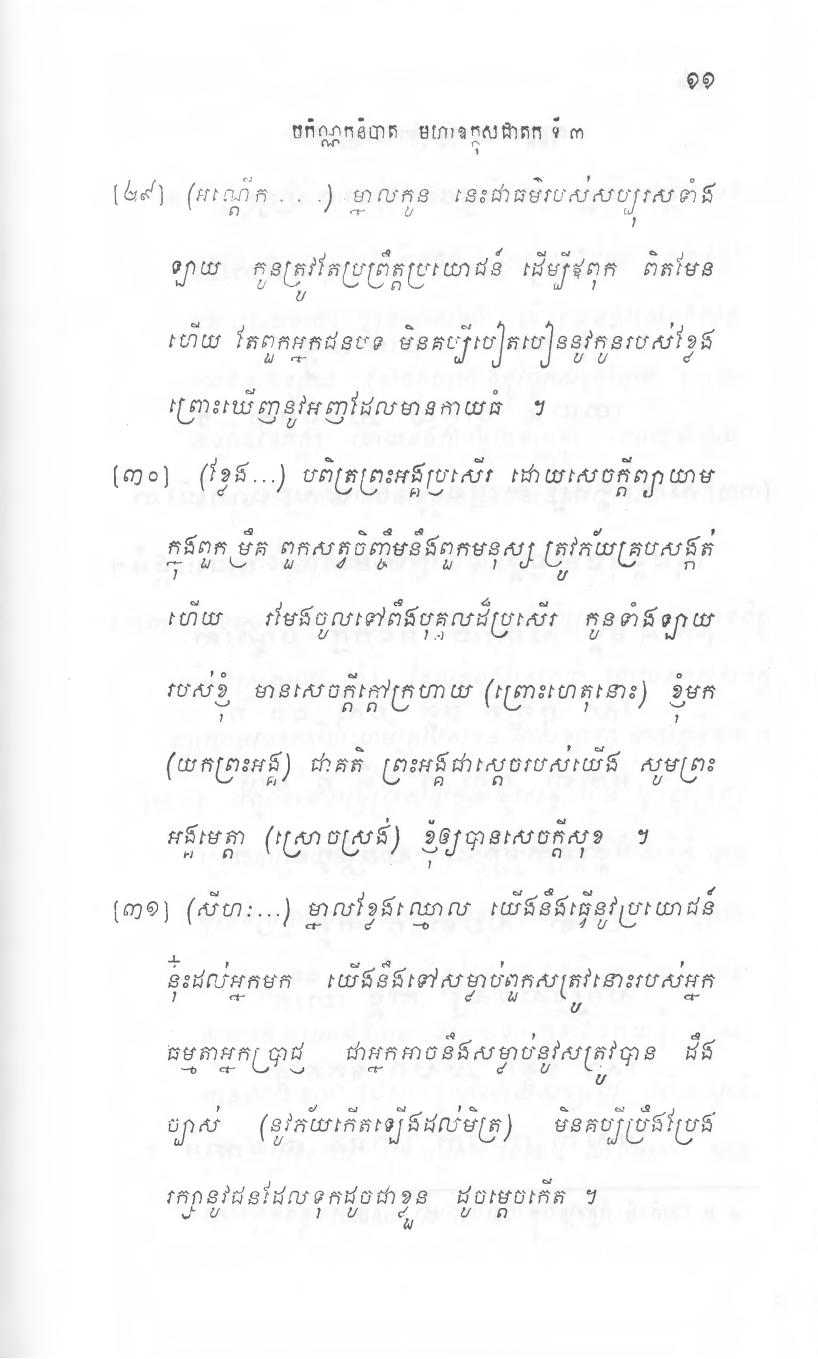 ១១
បកិណ្ណកនិបាត មហាឧក្កុសជាតក ទី ៣
[២៩] (អណ្តើក . . .) ម្នាលកូន នេះជាធម៌របស់សប្បុរសទាំង
ឡាយ កូនត្រូវតែប្រព្រឹត្តប្រយោជន៍ ដើម្បីឪពុក ពិតមែន
ហើយ តែពួកអ្នកជនបទ មិនគប្បីបៀតបៀននូវកូនរបស់ខ្លែង
ព្រោះឃើញនូវអញដែលមានកាយធំ ។
[៣០] (ខ្លែង...) បពិត្រព្រះអង្គប្រសើរ ដោយសេចក្តីព្យាយាម
ក្នុងពួក ម្រឹគ ពួកសត្វចិញ្ចឹមនឹងពួកមនុស្ស ត្រូវភ័យគ្របសង្កត់
ហើយ រមែងចូលទៅពឹងបុគ្គលដ៏ប្រសើរ កូនទាំងឡាយ
របស់ខ្ញុំ មានសេចក្តីក្តៅក្រហាយ (ព្រោះហេតុនោះ) ខ្ញុំមក
(យកព្រះអង្គ) ជាគតិ ព្រះអង្គជាស្តេចរបស់យើង សូមព្រះ
អង្គមេត្តា (ស្រោចស្រង់) ខ្ញុំឲ្យបានសេចក្តីសុខ ។
[៣១] (សីហៈ...) ម្នាលខ្លែងឈ្មោល យើងនឹងធ្វើនូវប្រយោជន៍
នុ៎ះដល់អ្នកមក យើងនឹងទៅសម្លាប់ពួកសត្រូវនោះរបស់អ្នក
ធម្មតាអ្នកប្រាជ្ញ ជាអ្នកអាចនឹងសម្លាប់នូវសត្រូវបាន ដឹង
ច្បាស់ (នូវភ័យកើតឡើងដល់មិត្រ) មិនគប្បីប្រឹងប្រែង
រក្សានូវជនដែលទុកដូចជាខ្លួន ដូចម្តេចកើត ។